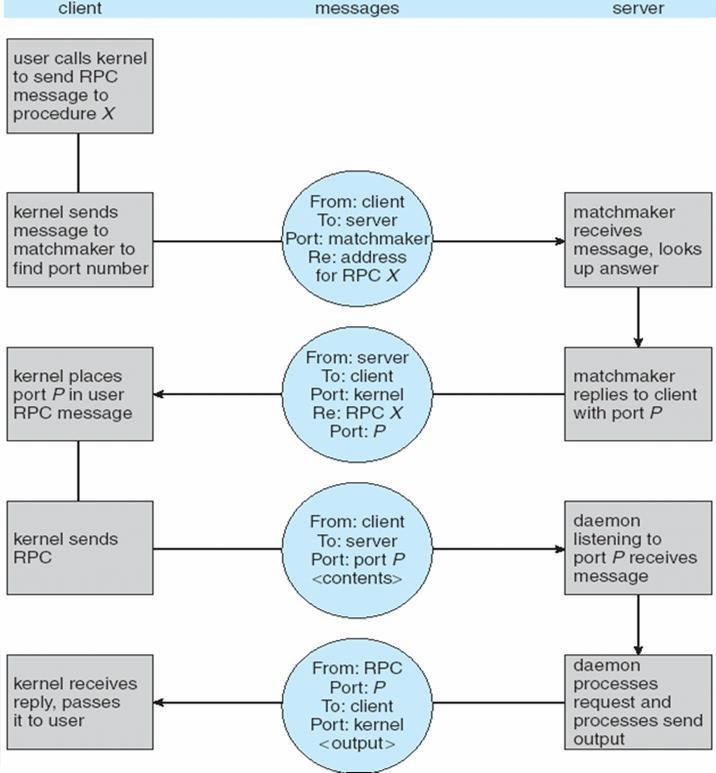 client messages server
user calls kernel
to send RPC
message to
procedure X
kernel sends
message to
matchmaker to
find port number
From: client
To: server
Port: matchmaker
Re: address
for RPC X
matchmaker
receives
message, looks
up answer
kernel places
port P in user
RPC message
From: server
To: client
Port: kernel
Re: RPC X
Port: P
matchmaker
replies to client
with port P
kernel sends
RPC
From: client
To: server
Port: port P
<contents>
daemon
listening to
port P receives
message
kernel receives
reply, passes
it to user
From: RPC
Port: P
To: client
Port: kernel
<output>
daemon
processes
request and
processes send
output